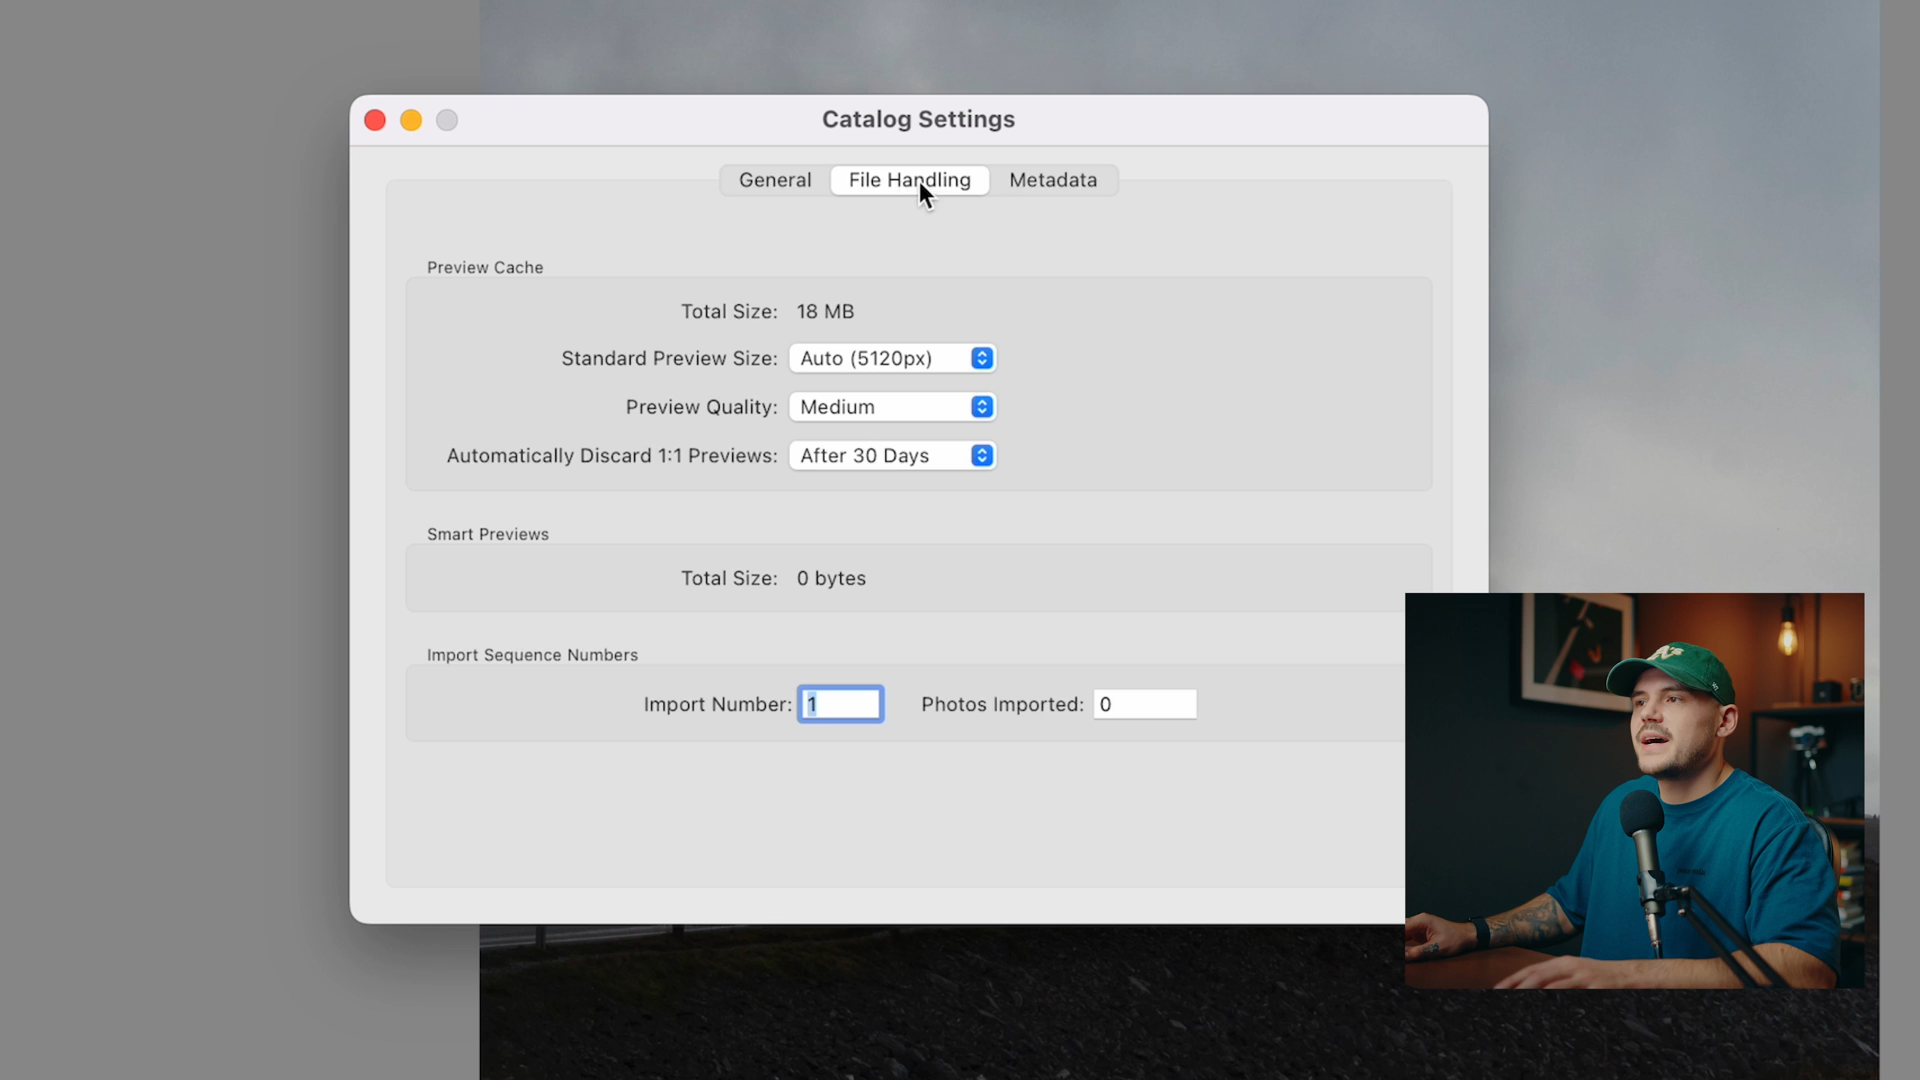 Catalog Settings
General File Handling Metadata
Preview Cache
Total Size: 18 MB
Standard Preview Size: Auto (5120px)
Preview Quality: Medium
Automatically Discard 1:1 Previews: After 30 Days
Smart Previews
Total Size: 0 bytes
Import Sequence Numbers
Import Number: 1 Photos Imported: 0
A's